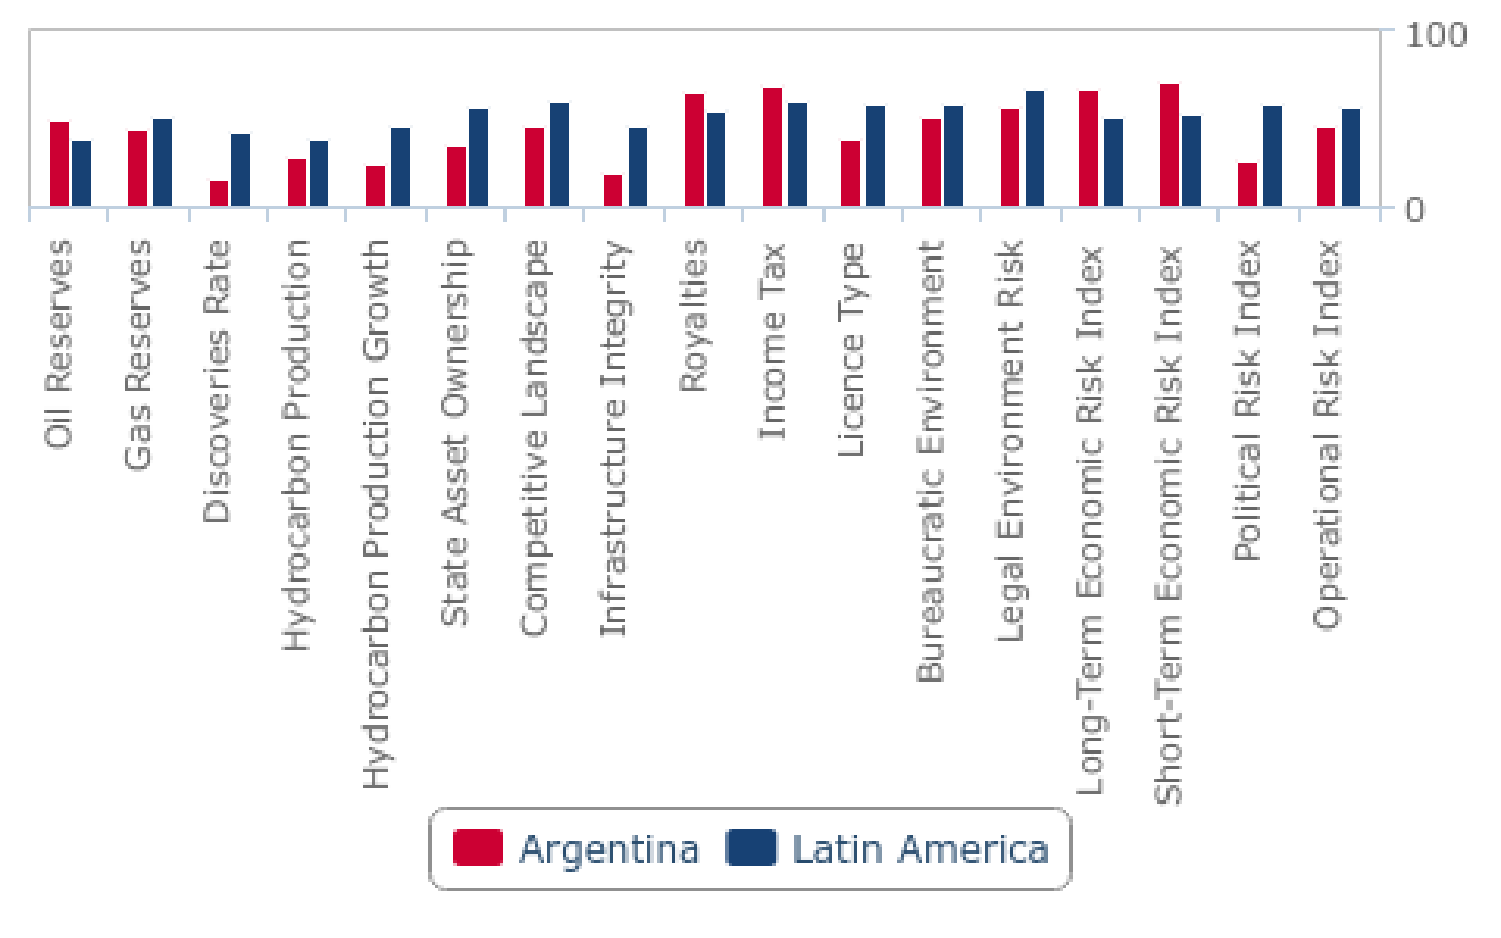 100
0
Oil Reserves
Gas Reserves
Discoveries Rate
Hydrocarbon Production
Hydrocarbon Production Growth
State Asset Ownership
Competitive Landscape
Infrastructure Integrity
Royalties
Income Tax
Licence Type
Bureaucratic Environment
Legal Environment Risk
Long-Term Economic Risk Index
Short-Term Economic Risk Index
Political Risk Index
Operational Risk Index
Argentina
Latin America